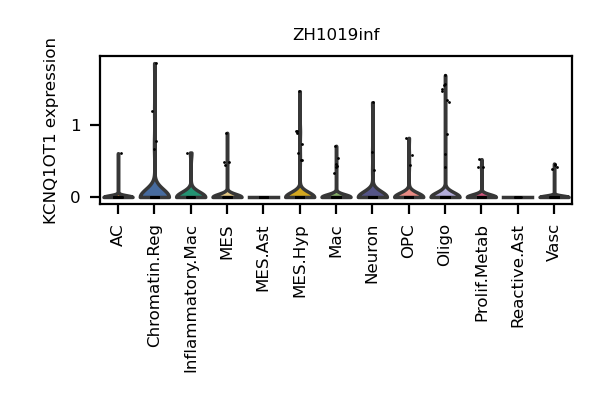 ZH1019inf
KCNQ1OT1 expression
1
0
AC
Chromatin.Reg
Inflammatory.Mac
MES
MES.Ast
MES.Hyp
Mac
Neuron
OPC
Oligo
Prolif.Metab
Reactive.Ast
Vasc